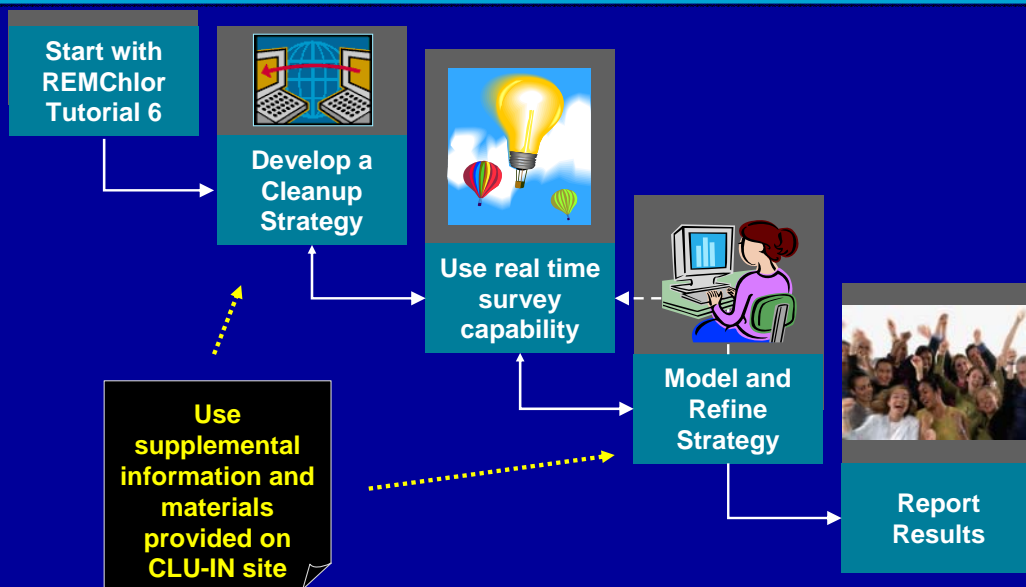 Start with
REMChlor
Tutorial 6
Develop a
Cleanup
Strategy
Use real time
survey
capability
Model and
Refine
Strategy
Report
Results
Use
supplemental
information and
materials
provided on
CLU-IN site